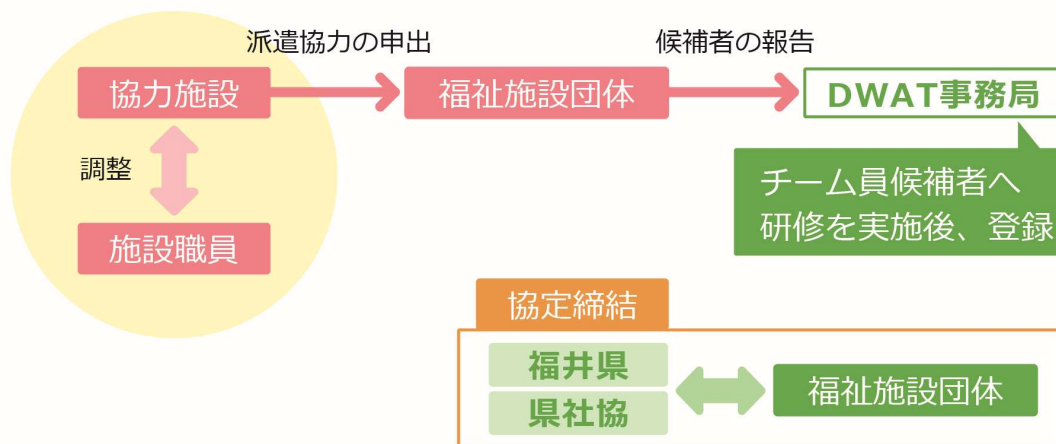 派遣協力の申出
候補者の報告
協力施設
福祉施設団体
DWAT事務局
調整
施設職員
チーム員候補者へ
研修を実施後、登録
協定締結
福井県
県社協
福祉施設団体